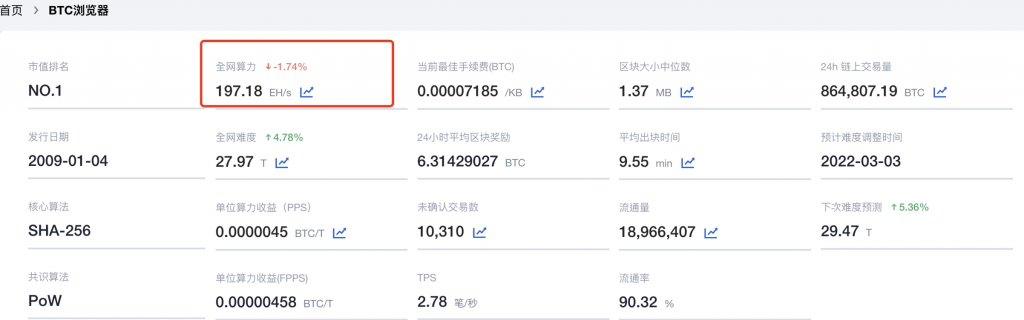 首页 > BTC浏览器
市值排名
NO.1
全网算力 ↓-1.74%
197.18 EH/s
当前最佳手续费(BTC)
0.00007185 /KB
区块大小中位数
1.37 MB
24h 链上交易量
864,807.19 BTC
发行日期
2009-01-04
全网难度 ↑4.78%
27.97 T
24小时平均区块奖励
6.31429027 BTC
平均出块时间
9.55 min
预计难度调整时间
2022-03-03
核心算法
SHA-256
单位算力收益（PPS）
0.0000045 BTC/T
未确认交易数
10,310
流通量
18,966,407
下次难度预测 ↑5.36%
29.47 T
共识算法
PoW
单位算力收益(FPPS)
0.00000458 BTC/T
TPS
2.78 笔/秒
流通率
90.32 %